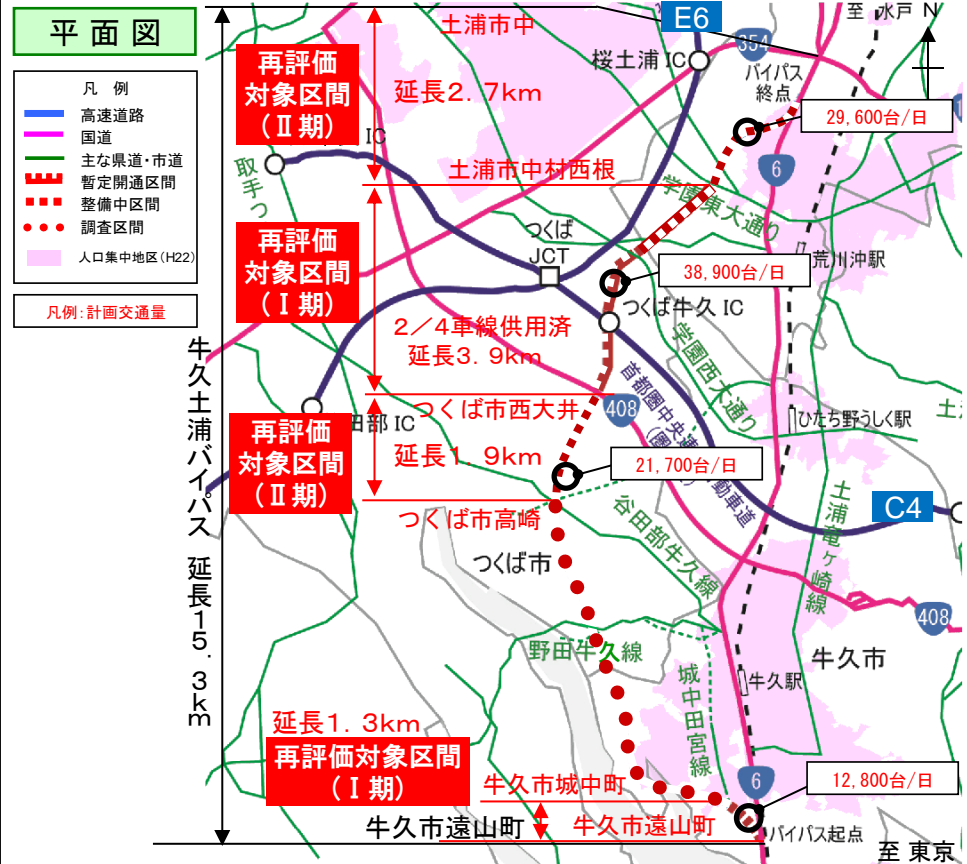 平面図
凡 例
高速道路
国道
主な県道・市道
暫定開通区間
整備中区間
調査区間
人口集中地区(H22)
凡例:計画交通量
牛久土浦バイパス 延長15.3km
再評価
対象区間
(Ⅱ期)
土浦市中
延長2.7km
土浦市中村西根
再評価
対象区間
(Ⅰ期)
2/4車線供用済
延長3.9km
つくば市西大井
再評価
対象区間
(Ⅱ期)
延長1.9km
つくば市高崎
延長1.3km
再評価対象区間
(Ⅰ期)
牛久市城中町
牛久市遠山町
牛久市遠山町
E6
354
至 水戸
N
桜土浦 IC
バイパス
終点
29,600台/日
6
IC
取手つ
学園東大通り
つくば
JCT
荒川沖駅
38,900台/日
つくば牛久 IC
学園西大通り
首都圏中央
動車道
408
ひたち野うしく駅
土
田部 IC
21,700台/日
C4
谷田部牛久線
土浦竜ヶ崎線
つくば市
408
野田牛久線
牛久市
城中田宮線
牛久駅
6
12,800台/日
バイパス起点
至 東京